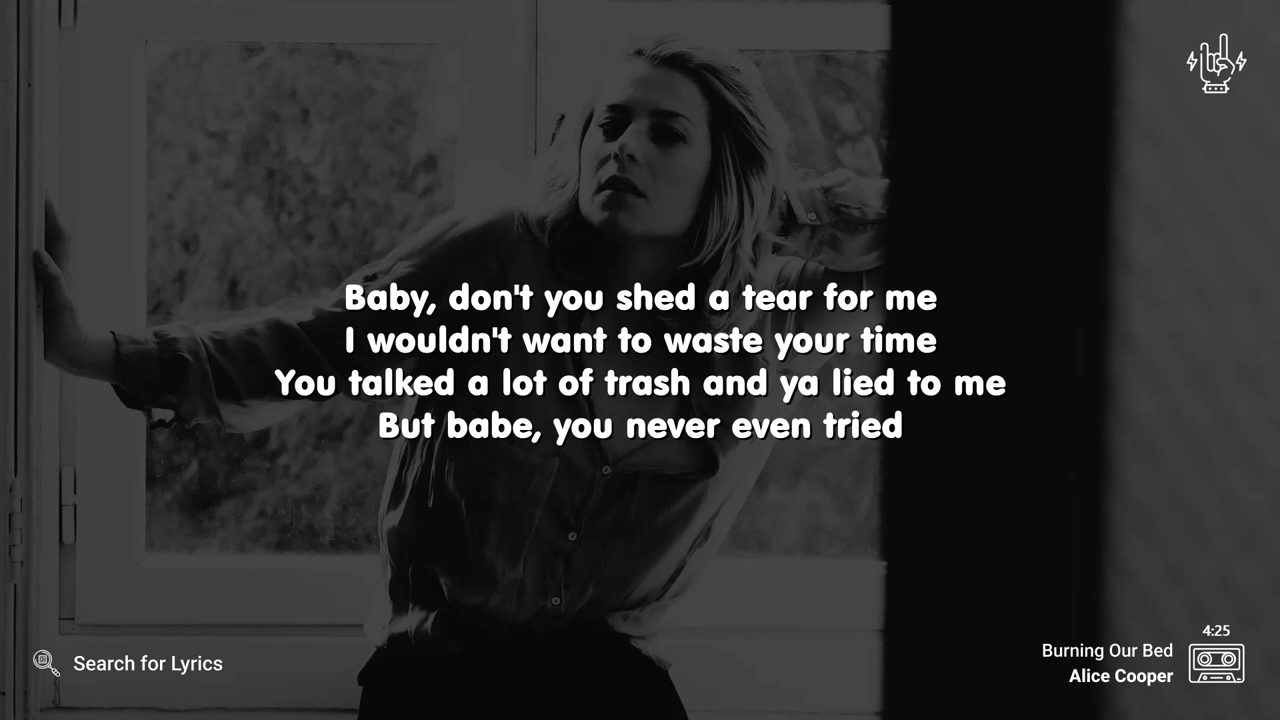 Baby, don't you shed a tear for me
I wouldn't want to waste your time
You talked a lot of trash and ya lied to me
But babe, you never even tried
Search for Lyrics
4:25
Burning Our Bed
Alice Cooper